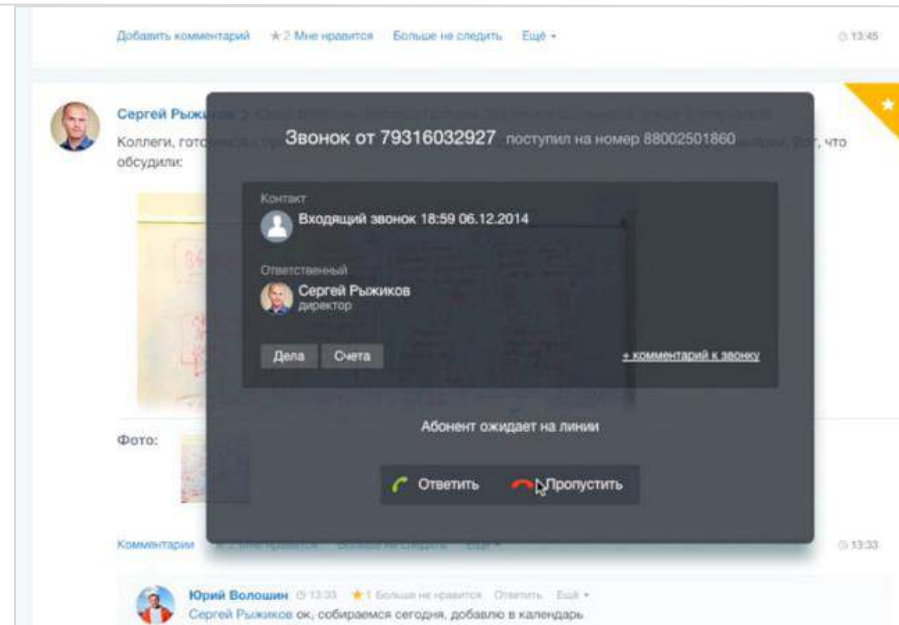 Добавить комментарий ★ 2 Мне нравится Больше не следить Ещё 13:45
Сергей Рыжи
Коллеги, гото что
обсудили:
Звонок от 79316032927 поступил на номер 88002501860
Контакт
Входящий звонок 18:59 06.12.2014
Ответственный
Сергей Рыжиков
директор
Дела Счета + комментарий к звонку
Абонент ожидает на линии
Фото:
Ответить Пропустить
Комментарии 13:33
Юрий Волошин 13:33 ★ 1 Больше не нравится Ответить Ещё
Сергей Рыжиков ок, собираемся сегодня, добавлю в календарь